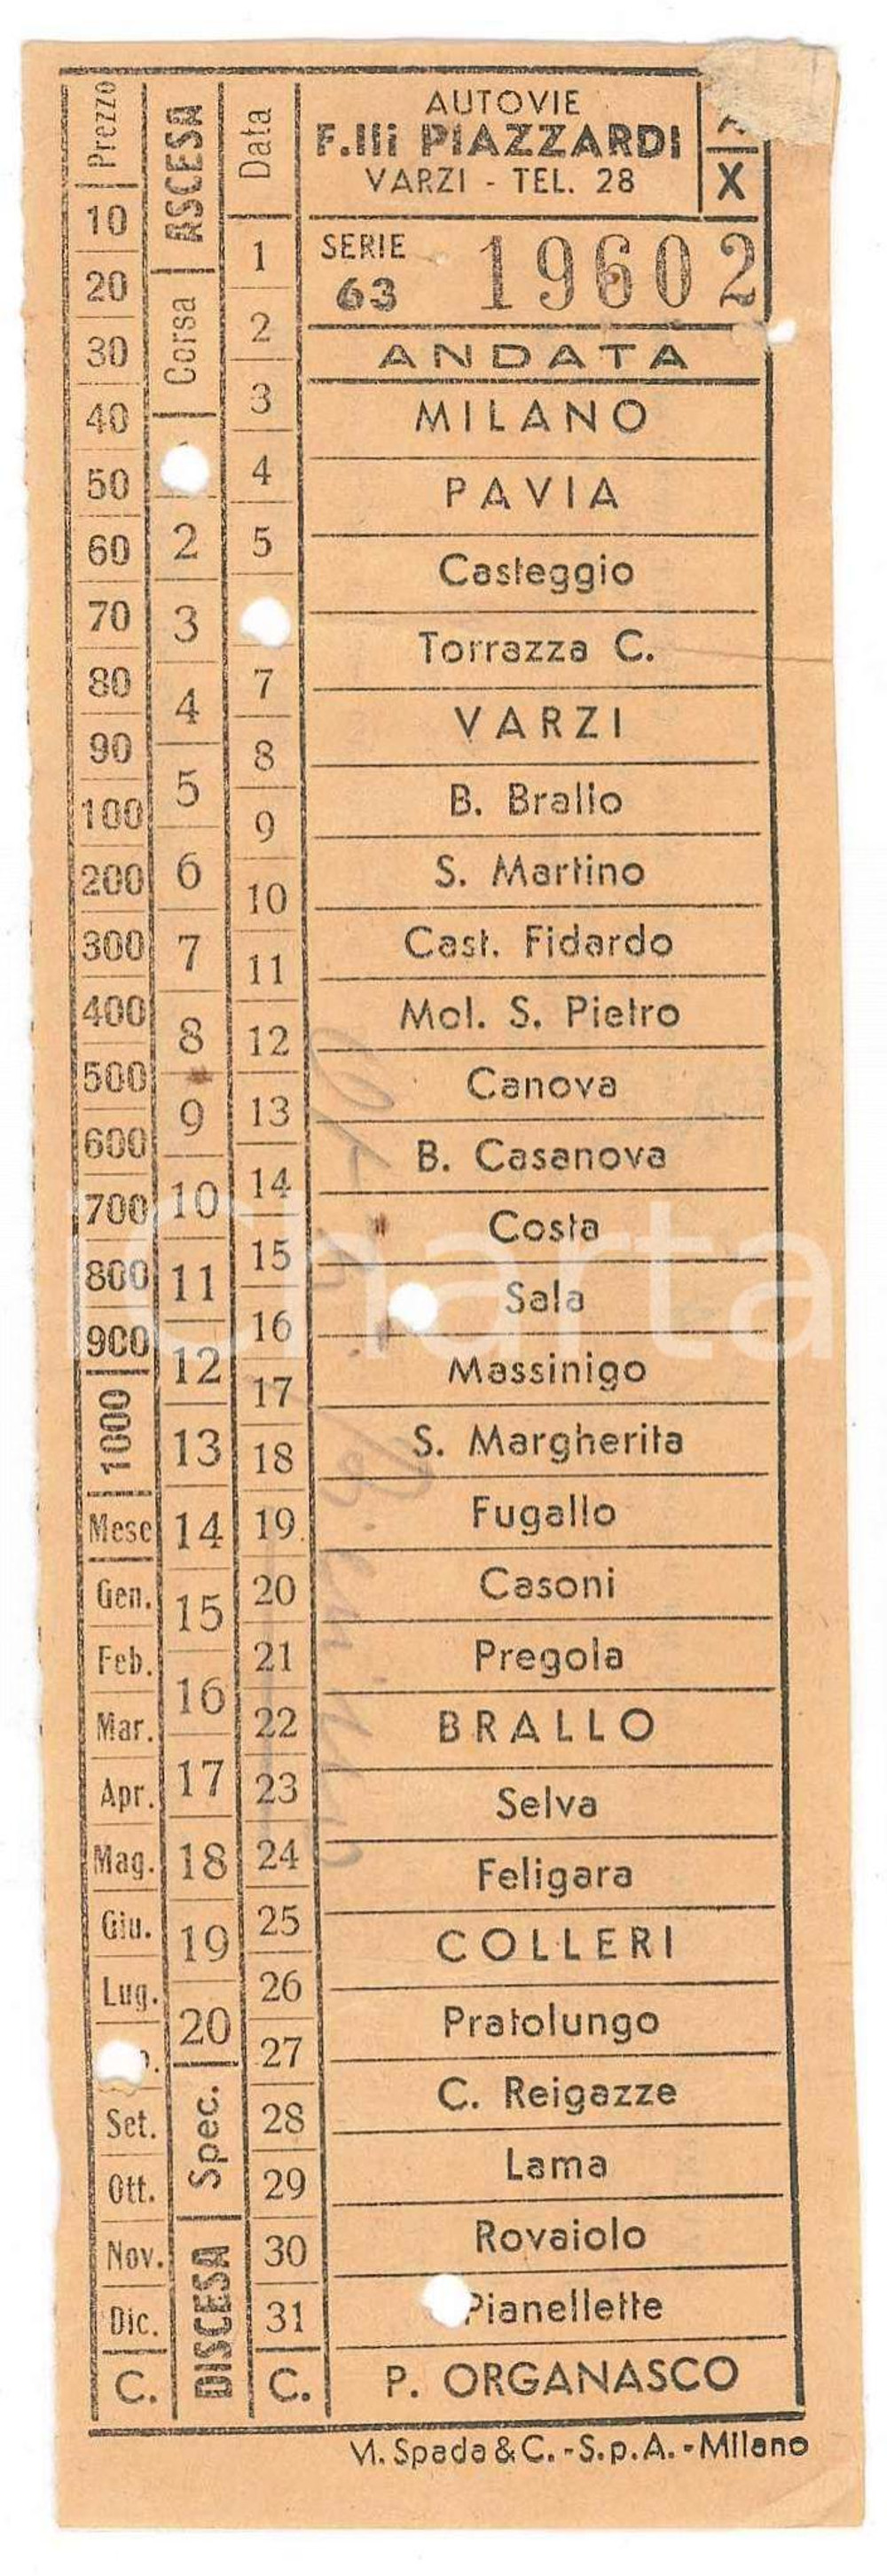 AUTOVIE
F.lli PIAZZARDI
VARZI - TEL. 28
X
SERIE
63
19602
ANDATA
MILANO
PAVIA
Casteggio
Torrazza C.
VARZI
B. Brallo
S. Martino
Cast. Fidardo
Mol. S. Pietro
Canova
B. Casanova
Costa
Sala
Massinigo
S. Margherita
Fugallo
Casoni
Pregola
BRALLO
Selva
Feligara
COLLERI
Pratolungo
C. Reigazze
Lama
Rovaiolo
Pianellette
P. ORGANASCO
Prezzo
10
20
30
40
50
60
70
80
90
100
200
300
400
500
600
700
800
900
1000
Mese
Gen.
Feb.
Mar.
Apr.
Mag.
Giu.
Lug.
Set.
Ott.
Nov.
Dic.
C.
ASCESA
Corsa
2
3
4
5
6
7
8
9
10
11
12
13
14
15
16
17
18
19
20
Spec.
DISCESA
Data
1
2
3
4
5
7
8
9
10
11
12
13
14
15
16
17
18
19
20
21
22
23
24
25
26
27
28
29
30
31
C.
M. Spada & C. - S.p.A. - Milano